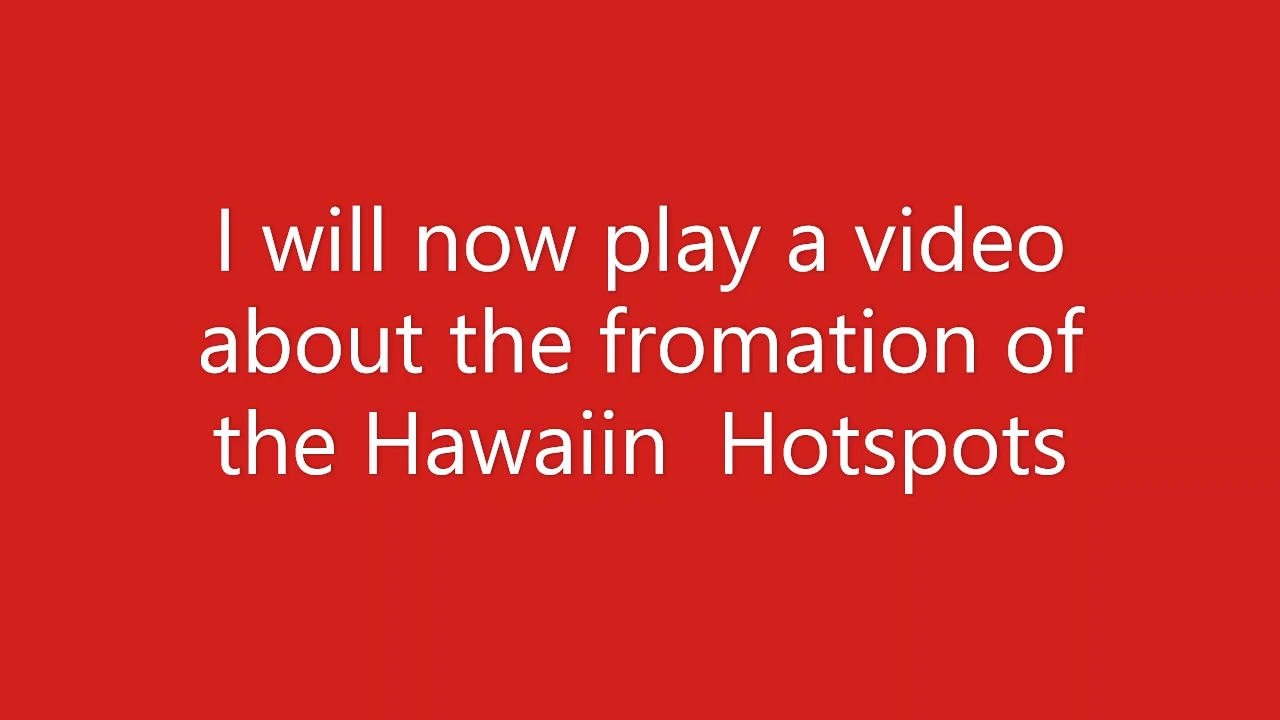 I will now play a video
about the fromation of
the Hawaiin  Hotspots